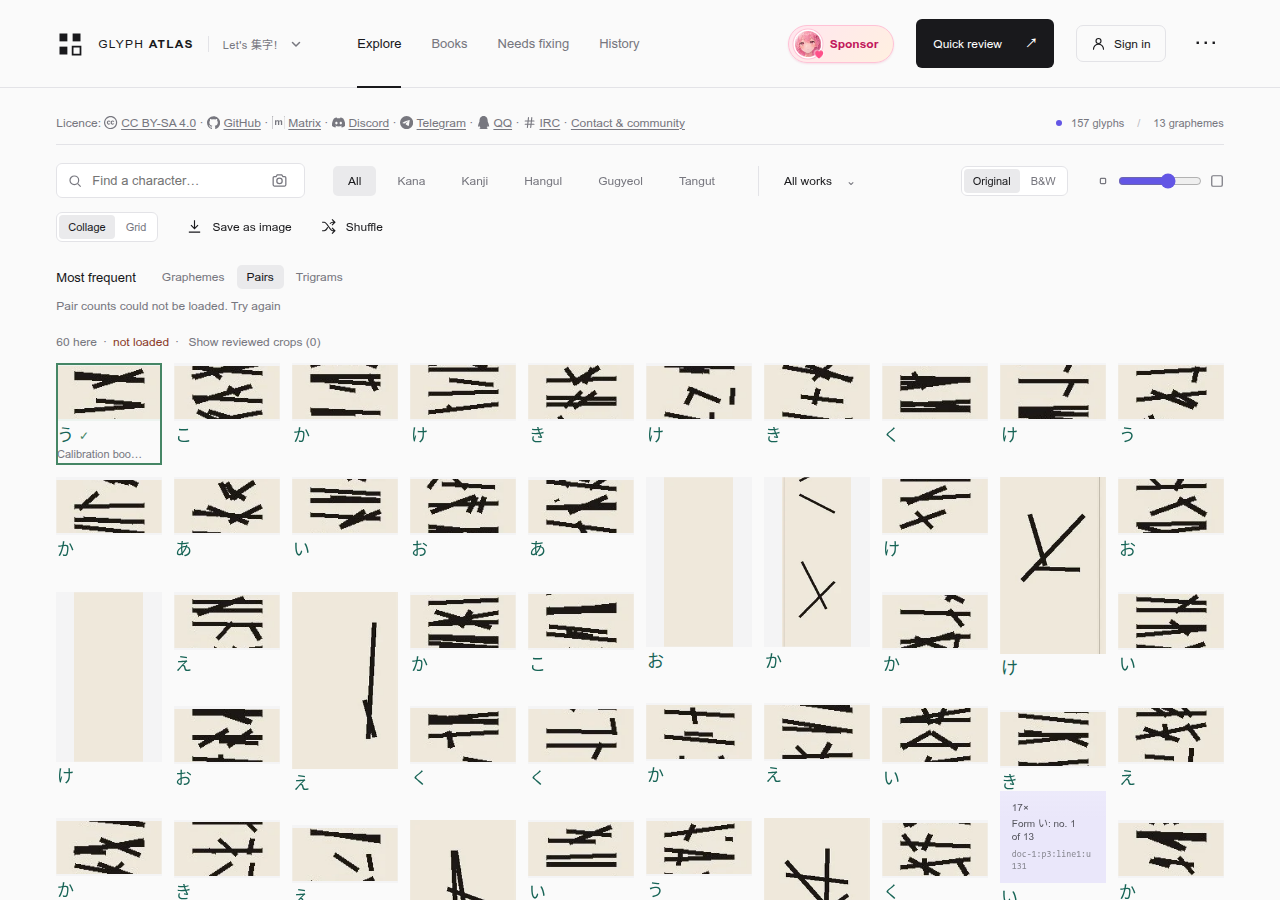 GLYPH ATLAS Let's 集字! Explore Books Needs fixing History Sponsor Quick review ↗ Sign in ···
Licence: CC BY-SA 4.0 · GitHub · Matrix · Discord · Telegram · QQ · IRC · Contact & community 157 glyphs / 13 graphemes
Find a character… All Kana Kanji Hangul Gugyeol Tangut All works Original B&W
Collage Grid Save as image Shuffle
Most frequent Graphemes Pairs Trigrams
Pair counts could not be loaded. Try again
60 here · not loaded · Show reviewed crops (0)
う ✓ こ か け き け き く け う
Calibration boo…
か あ い お あ け お
え か こ お か か け い
け お え く く か え い き え
17×
Form い: no. 1
of 13
doc-1:p3:line1:u
131
か き え い う く い か